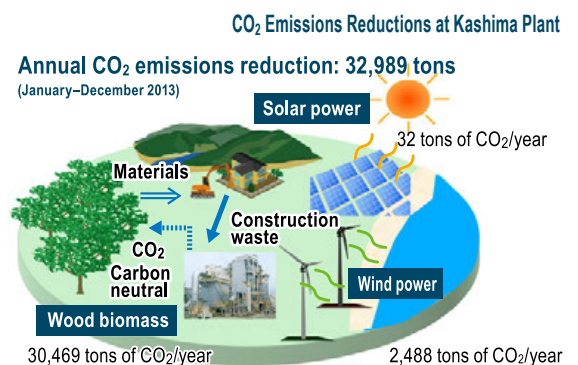 CO₂ Emissions Reductions at Kashima Plant
Annual CO₂ emissions reduction: 32,989 tons
(January–December 2013)
Solar power
32 tons of CO₂/year
Materials
Construction
waste
CO₂
Carbon
neutral
Wind power
Wood biomass
30,469 tons of CO₂/year
2,488 tons of CO₂/year